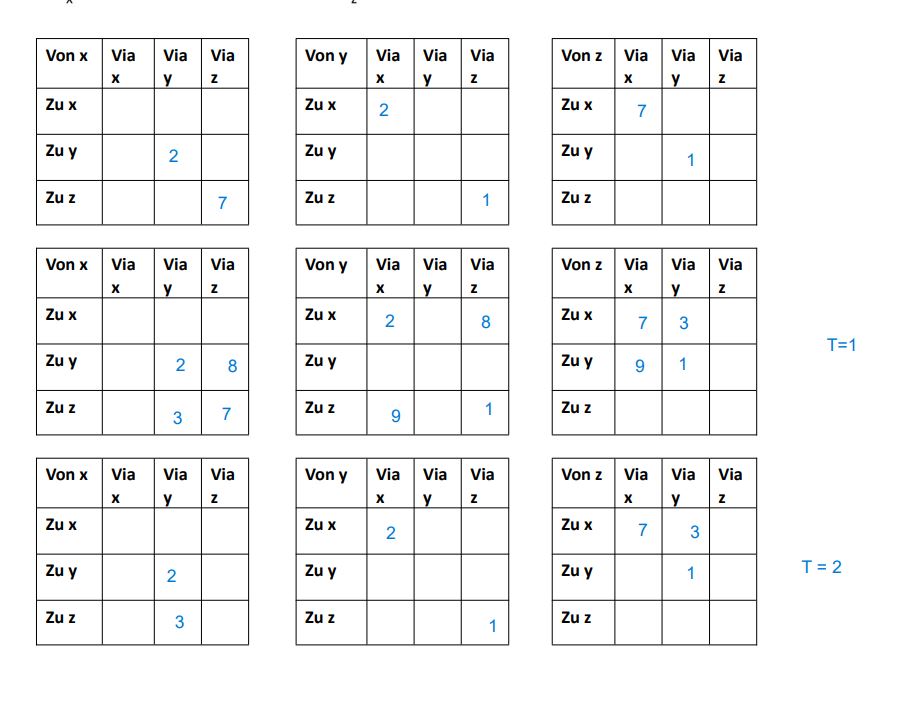 x z
Von x Via x Via y Via z Von y Via x Via y Via z Von z Via x Via y Via z
Zu x Zu x 2 Zu x 7
Zu y 2 Zu y Zu y 1
Zu z 7 Zu z 1 Zu z
Von x Via x Via y Via z Von y Via x Via y Via z Von z Via x Via y Via z
Zu x Zu x 2 8 Zu x 7 3
T=1
Zu y 2 8 Zu y Zu y 9 1
Zu z 3 7 Zu z 9 1 Zu z
Von x Via x Via y Via z Von y Via x Via y Via z Von z Via x Via y Via z
Zu x Zu x 2 Zu x 7 3
Zu y 2 Zu y Zu y 1 T = 2
Zu z 3 Zu z 1 Zu z